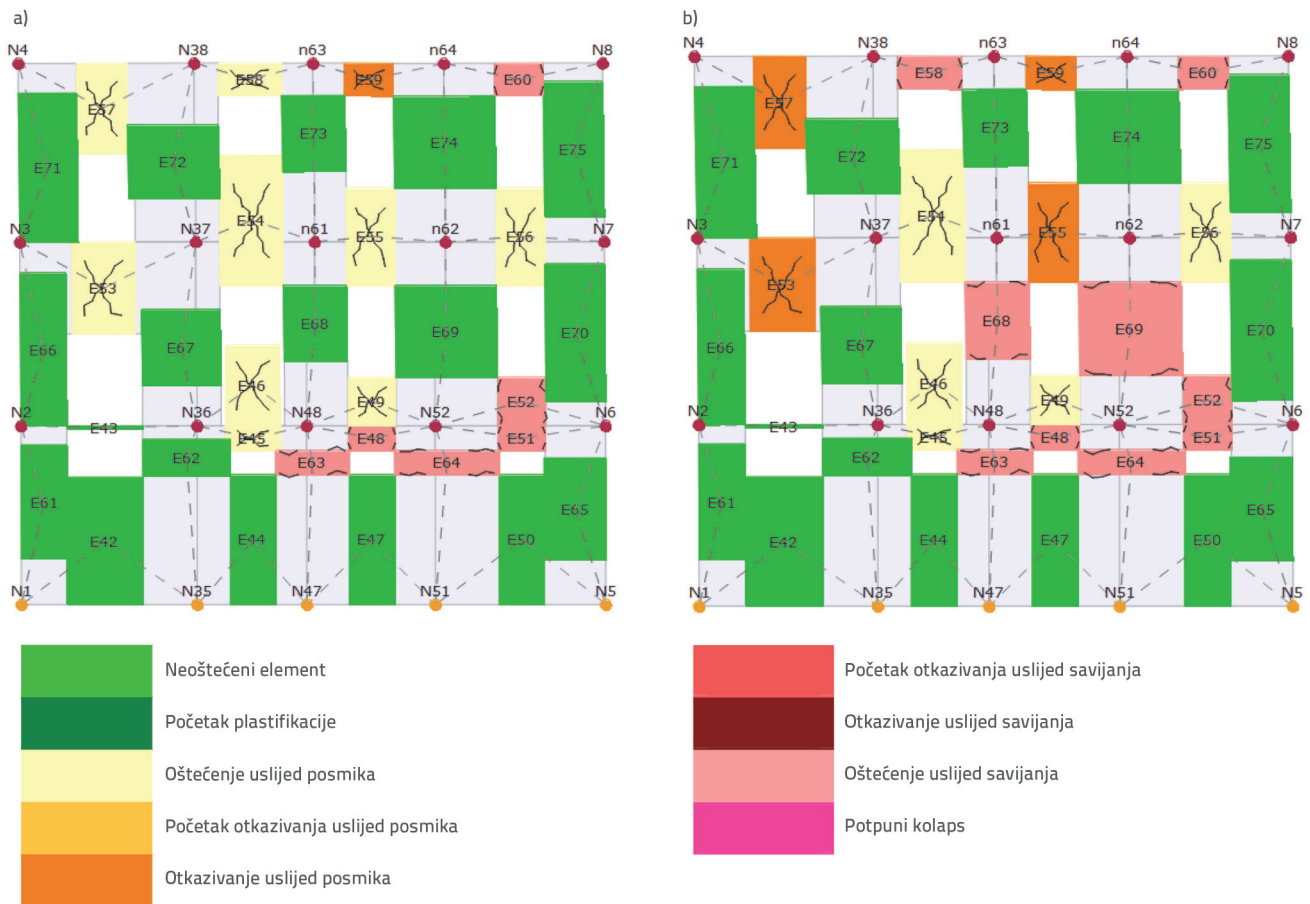 a)
N4 N38 n63 n64 N8
E57 E58 E59 E60
E71 E72 E73 E74 E75
N3 N37 E54 n61 E55 n62 E56 N7
E53
E66 E67 E68 E69 E70
E46 E49 E52
N2 E43 N36 E45 N48 E48 N52 E51 N6
E61 E62 E63 E64 E65
E42 E44 E47 E50
N1 N35 N47 N51 N5
b)
N4 N38 n63 n64 N8
E57 E58 E59 E60
E71 E72 E73 E74 E75
N3 N37 E54 n61 E55 n62 E56 N7
E53
E66 E67 E68 E69 E70
E46 E49 E52
N2 E43 N36 E45 N48 E48 N52 E51 N6
E61 E62 E63 E64 E65
E42 E44 E47 E50
N1 N35 N47 N51 N5
Neoštećeni element
Početak plastifikacije
Oštećenje uslijed posmika
Početak otkazivanja uslijed posmika
Otkazivanje uslijed posmika
Početak otkazivanja uslijed savijanja
Otkazivanje uslijed savijanja
Oštećenje uslijed savijanja
Potpuni kolaps